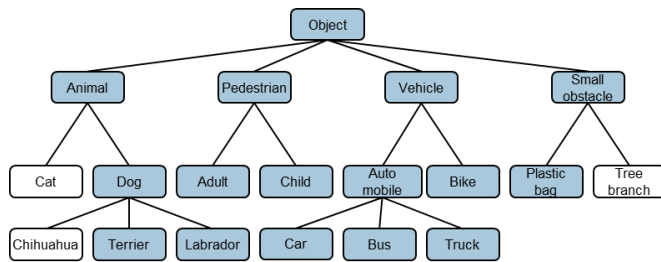 Object
Animal
Pedestrian
Vehicle
Small
obstacle
Cat
Dog
Adult
Child
Auto
mobile
Bike
Plastic
bag
Tree
branch
Chihuahua
Terrier
Labrador
Car
Bus
Truck